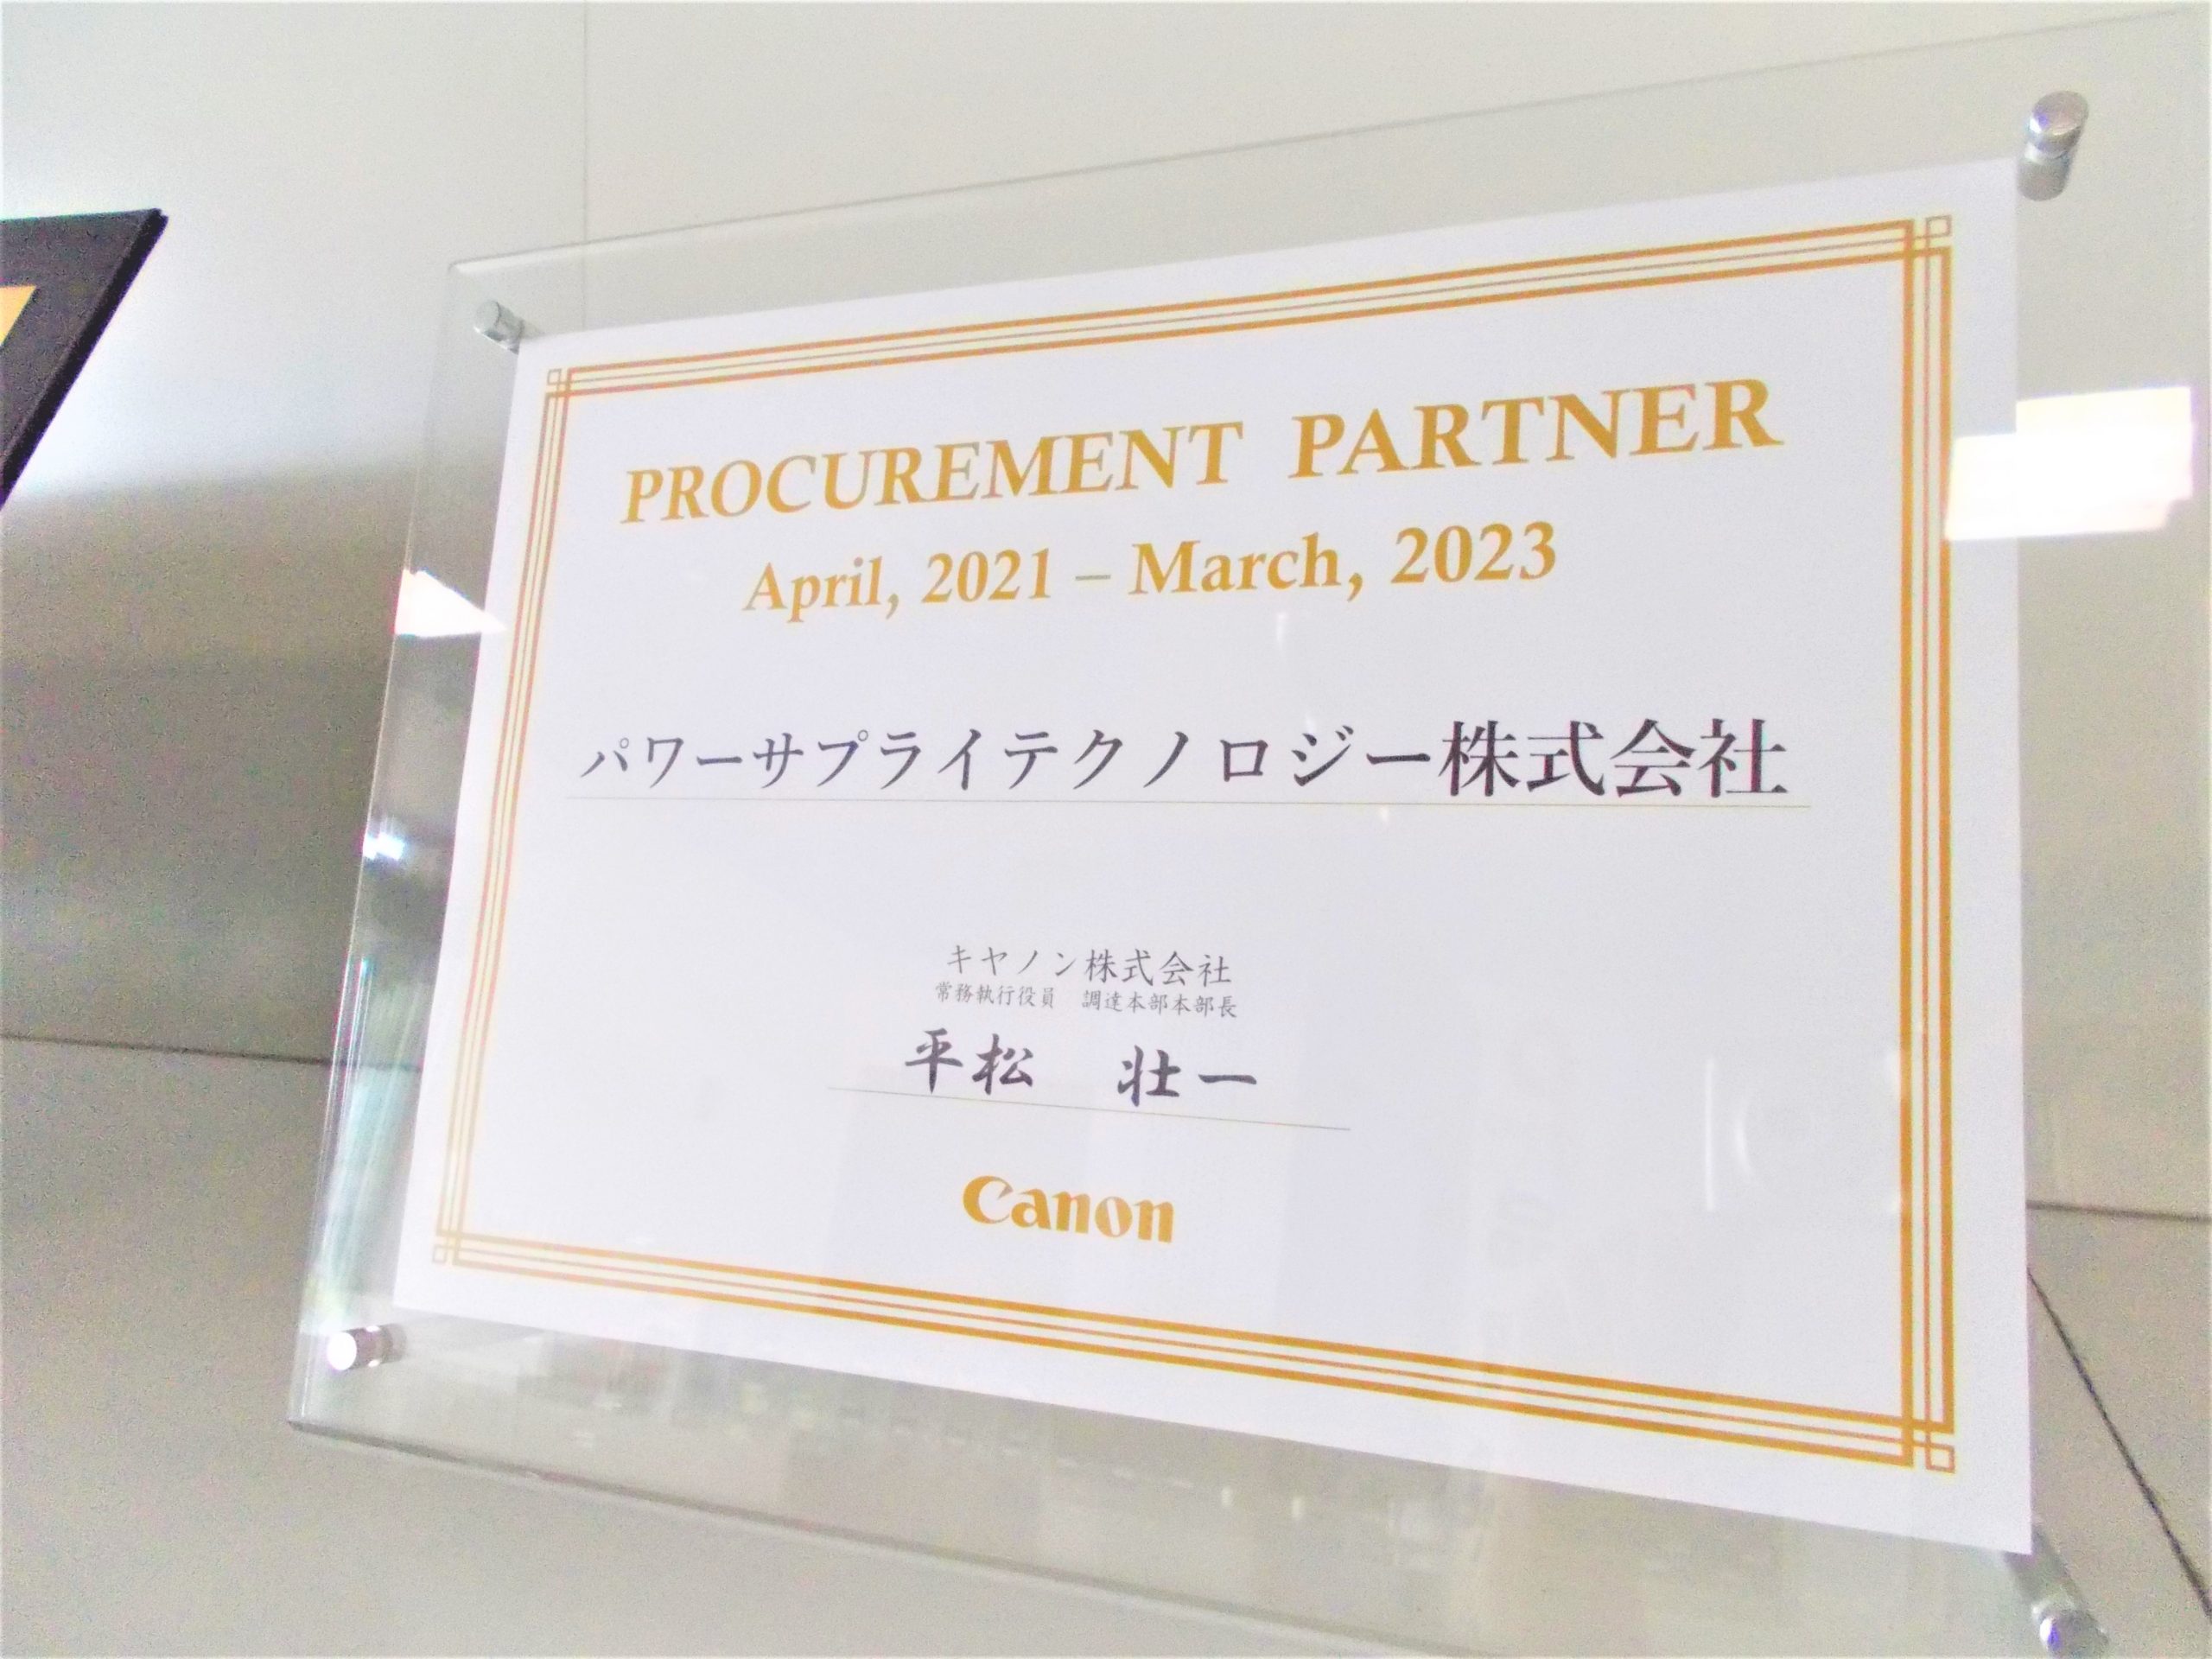 PROCUREMENT PARTNER
April, 2021 – March, 2023
パワーサプライテクノロジー株式会社
キヤノン株式会社
常務執行役員　調達本部本部長
平松　壮一
Canon